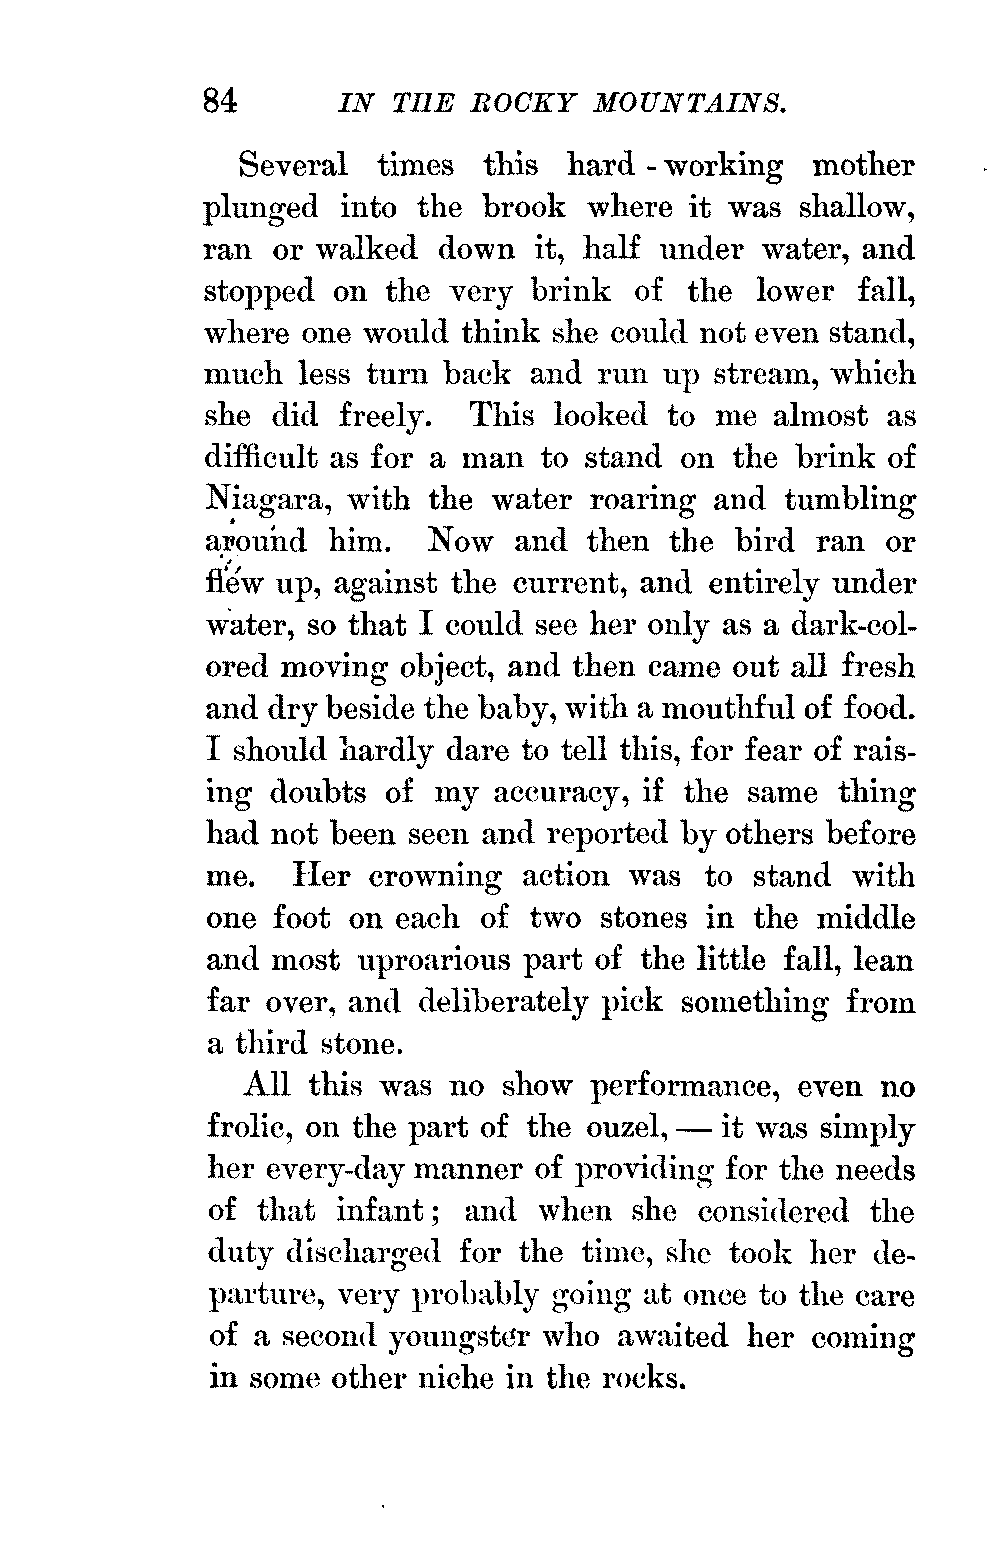 84 IN THE ROCKY MOUNTAINS.
Several times this hard - working mother
plunged into the brook where it was shallow,
ran or walked down it, half under water, and
stopped on the very brink of the lower fall,
where one would think she could not even stand,
much less turn back and run up stream, which
she did freely. This looked to me almost as
difficult as for a man to stand on the brink of
Niagara, with the water roaring and tumbling
around him. Now and then the bird ran or
flew up, against the current, and entirely under
water, so that I could see her only as a dark-col-
ored moving object, and then came out all fresh
and dry beside the baby, with a mouthful of food.
I should hardly dare to tell this, for fear of rais-
ing doubts of my accuracy, if the same thing
had not been seen and reported by others before
me. Her crowning action was to stand with
one foot on each of two stones in the middle
and most uproarious part of the little fall, lean
far over, and deliberately pick something from
a third stone.
All this was no show performance, even no
frolic, on the part of the ouzel, — it was simply
her every-day manner of providing for the needs
of that infant; and when she considered the
duty discharged for the time, she took her de-
parture, very probably going at once to the care
of a second youngster who awaited her coming
in some other niche in the rocks.